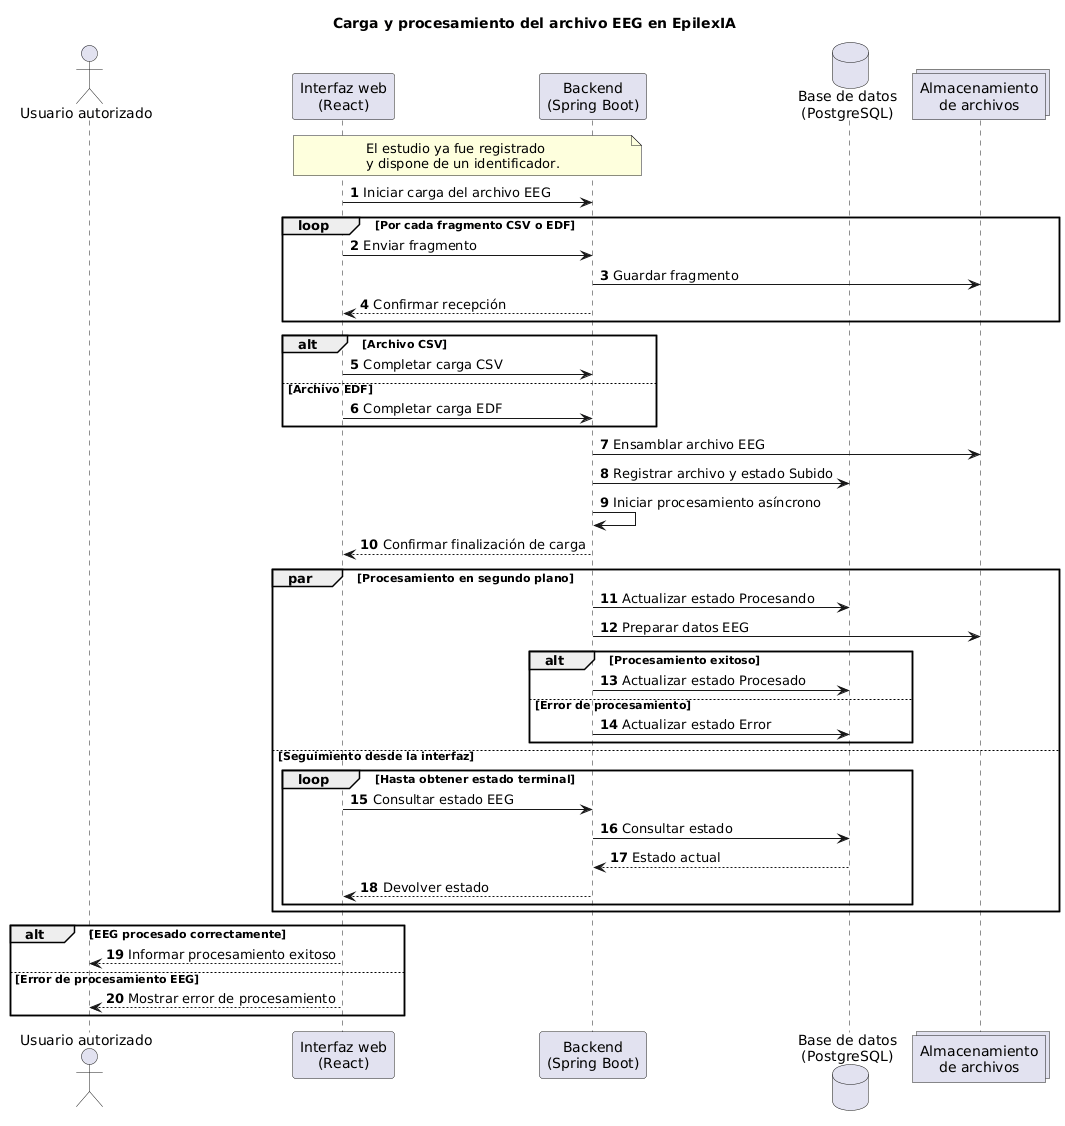 Carga y procesamiento del archivo EEG en EpilexIA
Usuario autorizado
Interfaz web
(React)
Backend
(Spring Boot)
Base de datos
(PostgreSQL)
Almacenamiento
de archivos
El estudio ya fue registrado
y dispone de un identificador.
1 Iniciar carga del archivo EEG
loop [Por cada fragmento CSV o EDF]
2 Enviar fragmento
3 Guardar fragmento
4 Confirmar recepción
alt [Archivo CSV]
5 Completar carga CSV
[Archivo EDF]
6 Completar carga EDF
7 Ensamblar archivo EEG
8 Registrar archivo y estado Subido
9 Iniciar procesamiento asíncrono
10 Confirmar finalización de carga
par [Procesamiento en segundo plano]
11 Actualizar estado Procesando
12 Preparar datos EEG
alt [Procesamiento exitoso]
13 Actualizar estado Procesado
[Error de procesamiento]
14 Actualizar estado Error
[Seguimiento desde la interfaz]
loop [Hasta obtener estado terminal]
15 Consultar estado EEG
16 Consultar estado
17 Estado actual
18 Devolver estado
alt [EEG procesado correctamente]
19 Informar procesamiento exitoso
[Error de procesamiento EEG]
20 Mostrar error de procesamiento
Usuario autorizado
Interfaz web
(React)
Backend
(Spring Boot)
Base de datos
(PostgreSQL)
Almacenamiento
de archivos